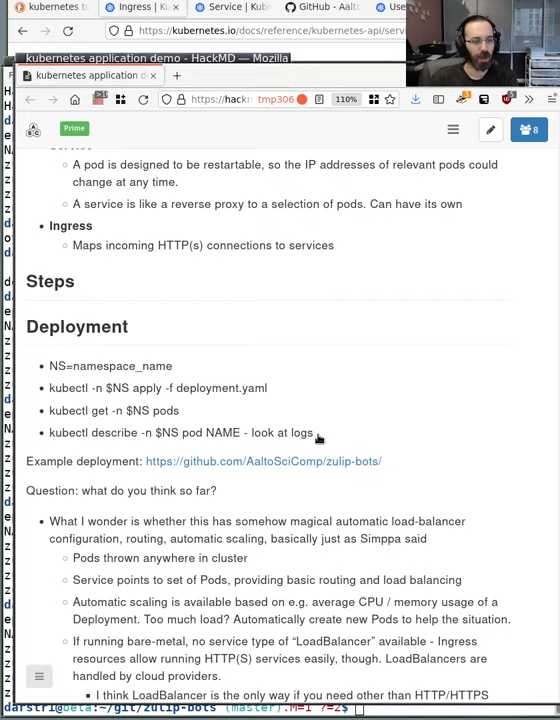 kubernetes tu
Ingress | Ku
Service | Kub
GitHub - Aalt
Use
https://kubernetes.io/docs/reference/kubernetes-api/serv
kubernetes application demo - HackMD — Mozilla
kubernetes application d
https://hackn
tmp306
110%
Prime
8
A pod is designed to be restartable, so the IP addresses of relevant pods could
change at any time.
A service is like a reverse proxy to a selection of pods. Can have its own
Ingress
Maps incoming HTTP(s) connections to services
Steps
Deployment
NS=namespace_name
kubectl -n $NS apply -f deployment.yaml
kubectl get -n $NS pods
kubectl describe -n $NS pod NAME - look at logs
Example deployment: https://github.com/AaltoSciComp/zulip-bots/
Question: what do you think so far?
What I wonder is whether this has somehow magical automatic load-balancer
configuration, routing, automatic scaling, basically just as Simppa said
Pods thrown anywhere in cluster
Service points to set of Pods, providing basic routing and load balancing
Automatic scaling is available based on e.g. average CPU / memory usage of a
Deployment. Too much load? Automatically create new Pods to help the situation.
If running bare-metal, no service type of “LoadBalancer” available - Ingress
resources allow running HTTP(S) services easily, though. LoadBalancers are
handled by cloud providers.
I think LoadBalancer is the only way if you need other than HTTP/HTTPS
darstr1@beta:~/git/zulip-bots (master).M=1 ?=2$